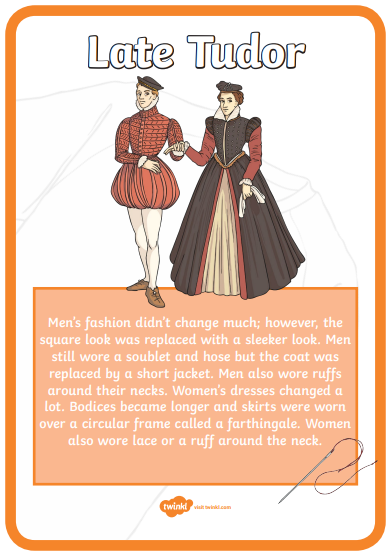 Late Tudor
Men's fashion didn't change much; however, the
square look was replaced with a sleeker look. Men
still wore a soublet and hose but the coat was
replaced by a short jacket. Men also wore ruffs
around their necks. Women's dresses changed a
lot. Bodices became longer and skirts were worn
over a circular frame called a farthingale. Women
also wore lace or a ruff around the neck.
twinkl visit twinkl.com